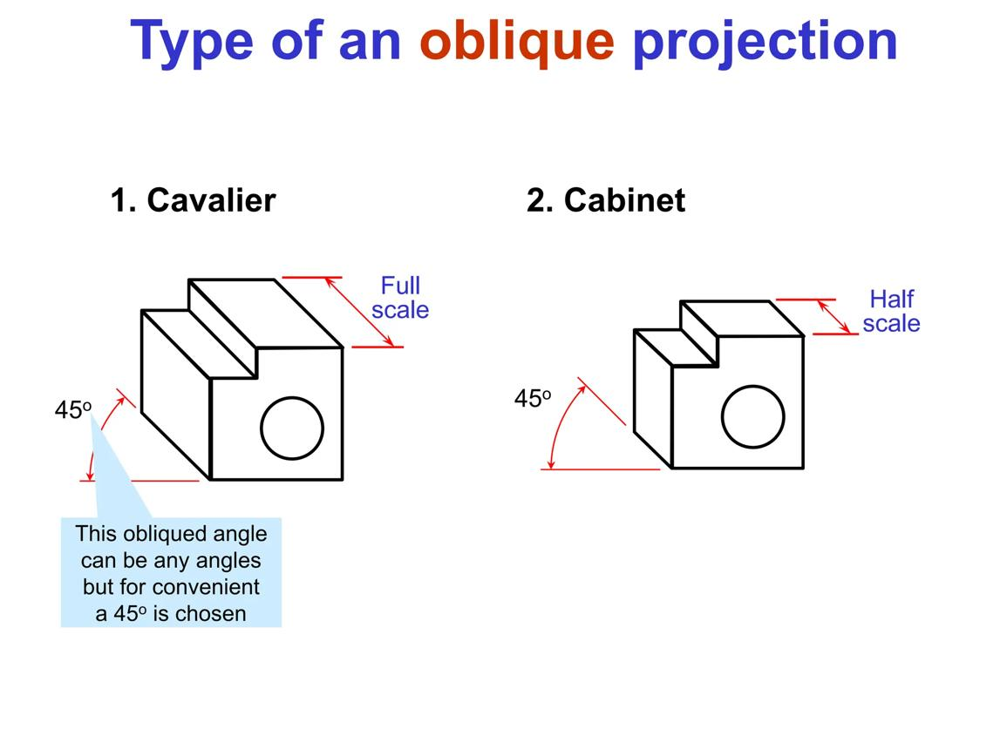 Type of an oblique projection
1. Cavalier
2. Cabinet
Full
scale
Half
scale
45º
45º
This obliqued angle
can be any angles
but for convenient
a 45º is chosen